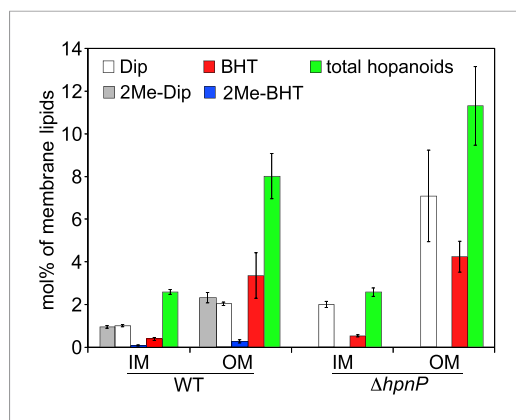 14
12
10
8
6
4
2
0
mol% of membrane lipids
Dip BHT total hopanoids
2Me-Dip 2Me-BHT
IM OM IM OM
WT ΔhpnP